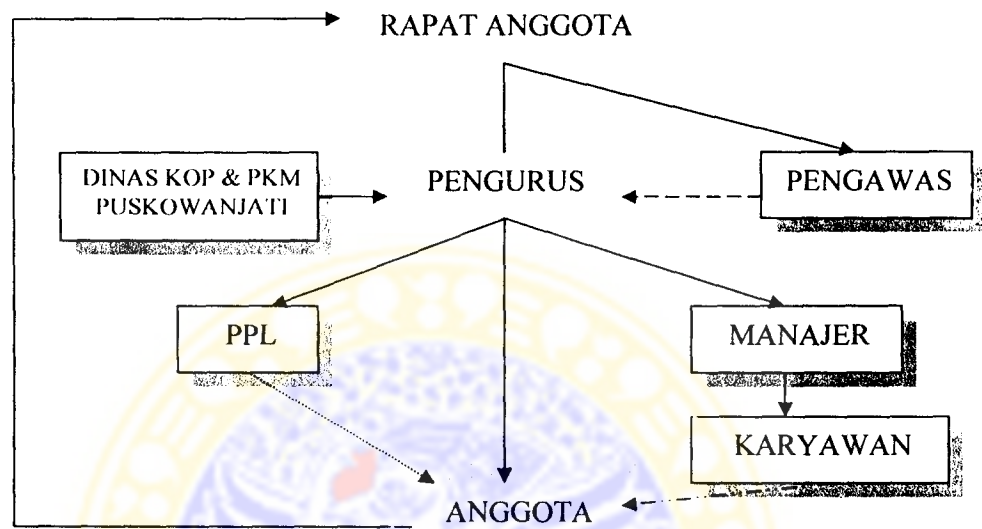 RAPAT ANGGOTA
DINAS KOP & PKM
PUSKOWANJATI
PENGURUS
PENGAWAS
PPL
MANAJER
KARYAWAN
ANGGOTA